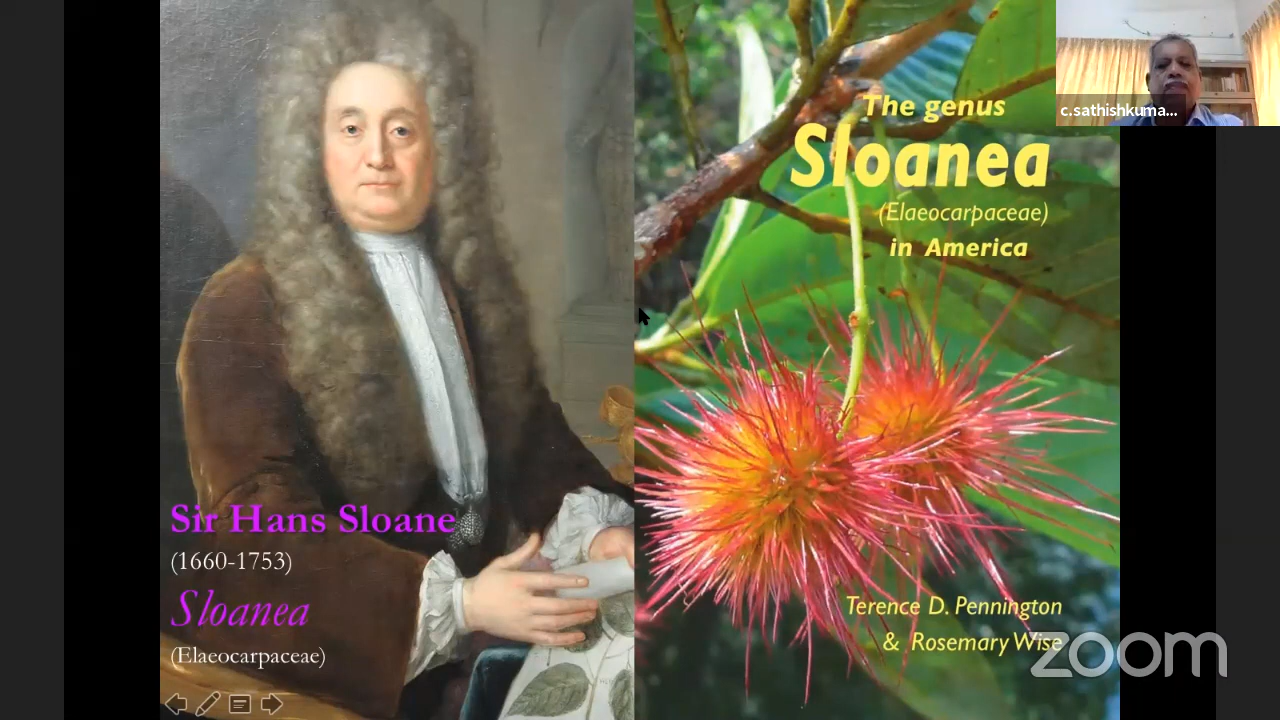 Sir Hans Sloane
(1660-1753)
Sloanea
(Elaeocarpaceae)
The genus
Sloanea
(Elaeocarpaceae)
in America
Terence D. Pennington
& Rosemary Wise
c.sathishkuma...
zoom